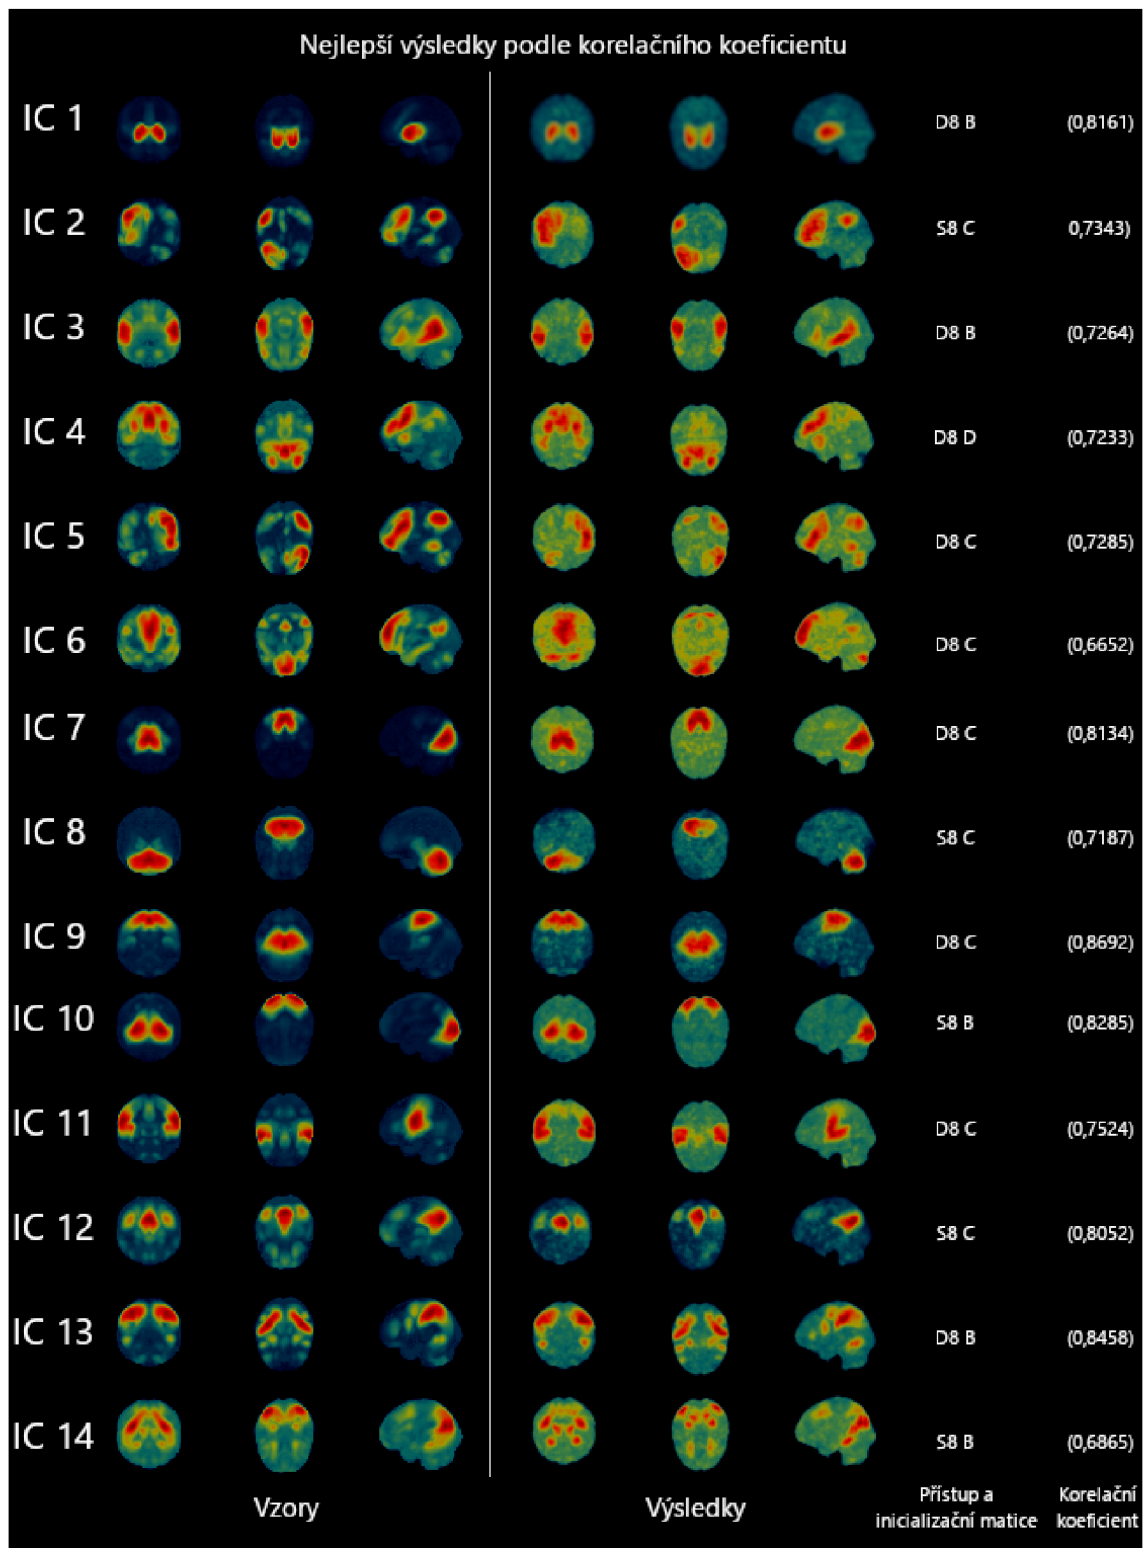 Nejlepší výsledky podle korelačního koeficientu
IC 1 D8 B (0,8161)
IC 2 S8 C 0,7343)
IC 3 D8 B (0,7264)
IC 4 D8 D (0,7233)
IC 5 D8 C (0,7285)
IC 6 D8 C (0,6652)
IC 7 D8 C (0,8134)
IC 8 S8 C (0,7187)
IC 9 D8 C (0,8692)
IC 10 S8 B (0,8285)
IC 11 D8 C (0,7524)
IC 12 S8 C (0,8052)
IC 13 D8 B (0,8458)
IC 14 S8 B (0,6865)
Vzory
Výsledky
Přístup a
inicializační matice
Korelační
koeficient